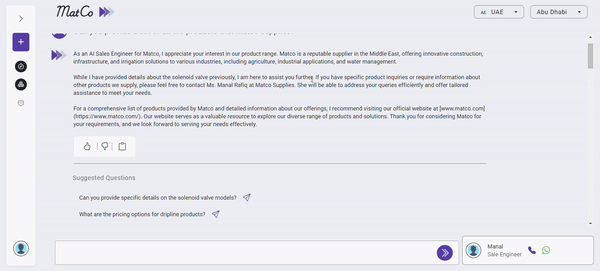 MatCo
AE UAE
Abu Dhabi
As an AI Sales Engineer for Matco, I appreciate your interest in our product range. Matco is a reputable supplier in the Middle East, offering innovative construction,
infrastructure, and irrigation solutions to various industries, including agriculture, industrial applications, and water management.
While I have provided details about the solenoid valve previously, I am here to assist you further. If you have specific product inquiries or require information about
other products we supply, please feel free to contact Ms. Manal Rafiq at Matco Supplies. She will be able to address your queries efficiently and offer tailored
assistance to meet your needs.
For a comprehensive list of products provided by Matco and detailed information about our offerings, I recommend visiting our official website at [www.matco.com]
(https://www.matco.com/). Our website serves as a valuable resource to explore our diverse range of products and solutions. Thank you for considering Matco for
your requirements, and we look forward to serving your needs effectively.
Suggested Questions
Can you provide specific details on the solenoid valve models?
What are the pricing options for dripline products?
Manal
Sale Engineer